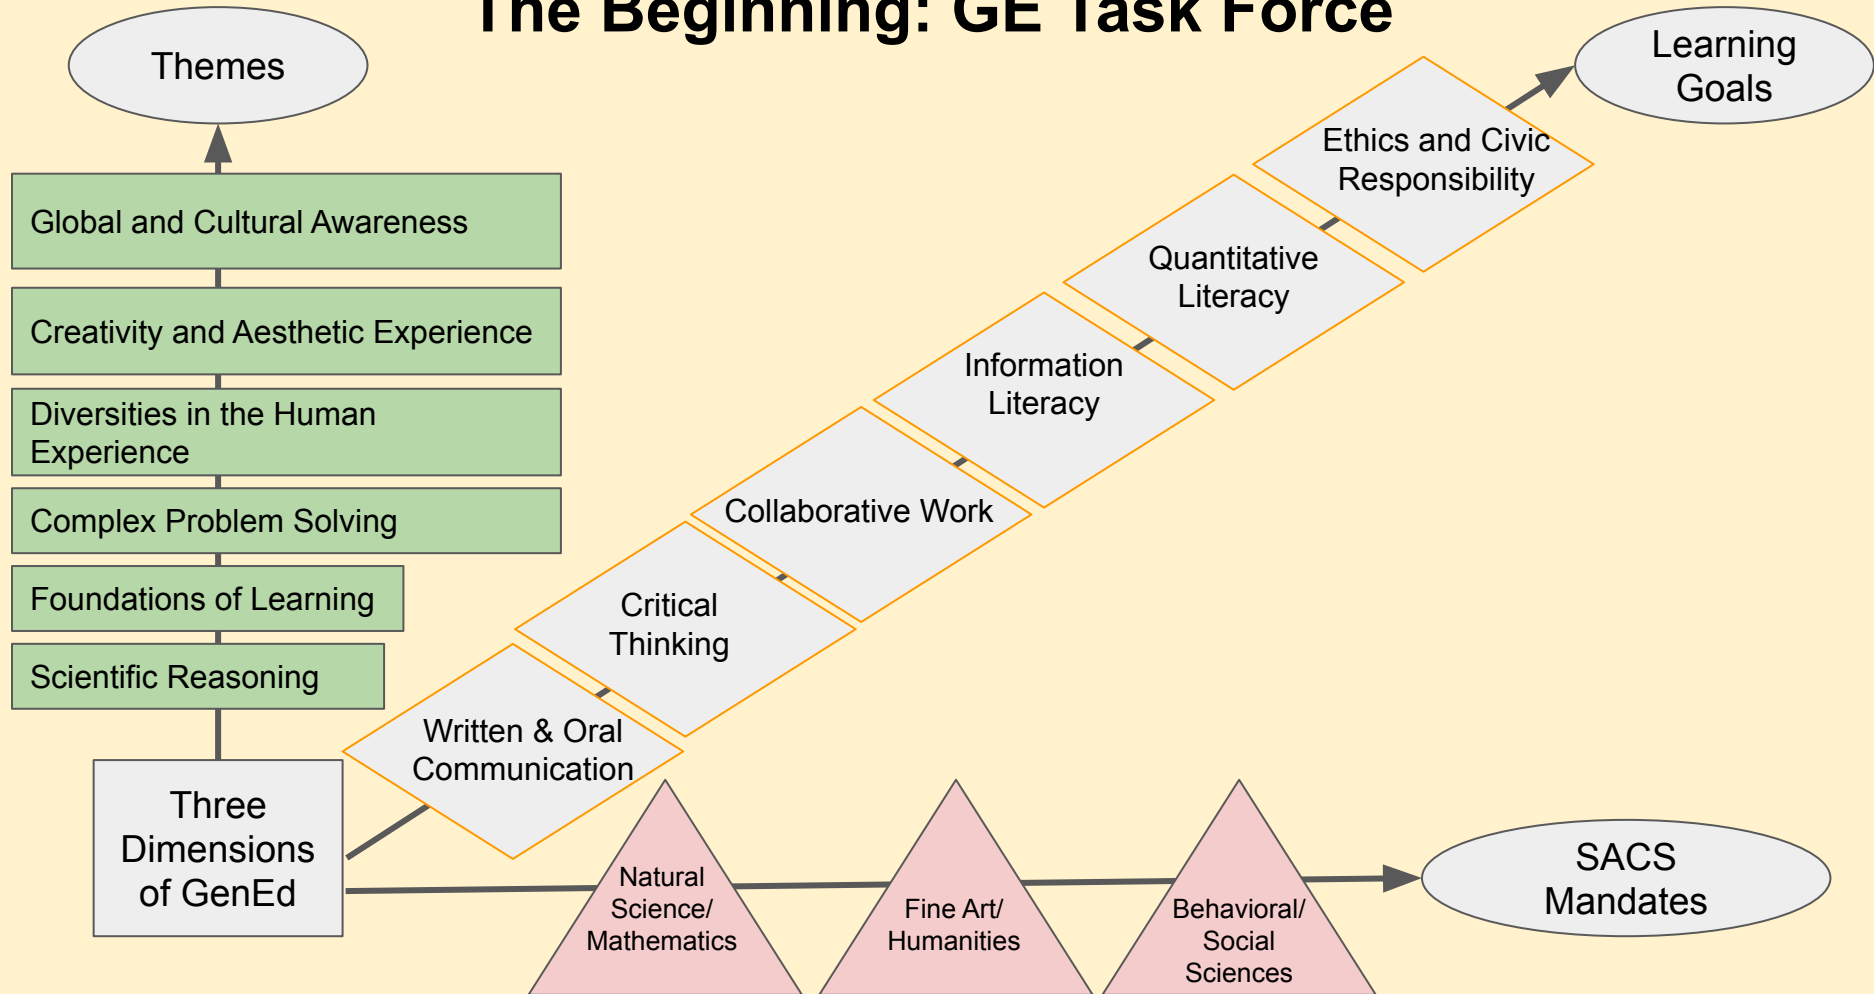 The Beginning: GE Task Force
Themes
Learning
Goals
Global and Cultural Awareness
Creativity and Aesthetic Experience
Diversities in the Human
Experience
Complex Problem Solving
Foundations of Learning
Scientific Reasoning
Three
Dimensions
of GenEd
Written & Oral
Communication
Critical
Thinking
Collaborative Work
Information
Literacy
Quantitative
Literacy
Ethics and Civic
Responsibility
Natural
Science/
Mathematics
Fine Art/
Humanities
Behavioral/
Social
Sciences
SACS
Mandates